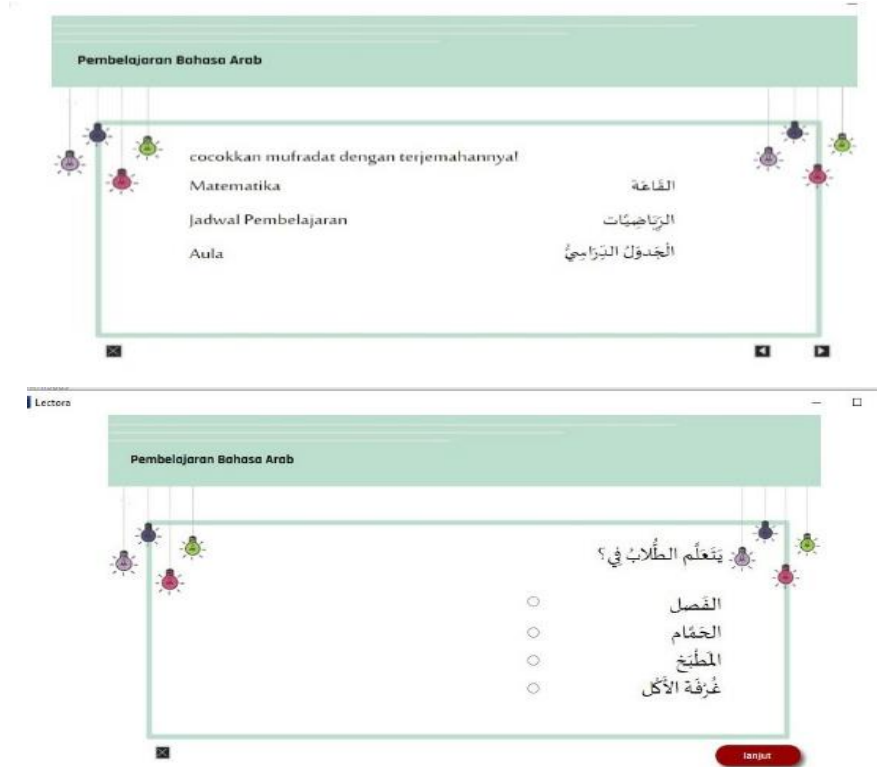 Pembelajaran Bahasa Arab
cocokkan mufradat dengan terjemahannya!
Matematika القَاعَة
Jadwal Pembelajaran الرِّيَاضِيَّات
Aula الْجَدوَلُ الدِّرَاسِيُّ
Lectora
Pembelajaran Bahasa Arab
يَتَعَلَّم الطُّلابُ فِي؟
الفَصل
الحَمَّام
المَطْبَخ
غُرْفَة الأَكْل
lanjut